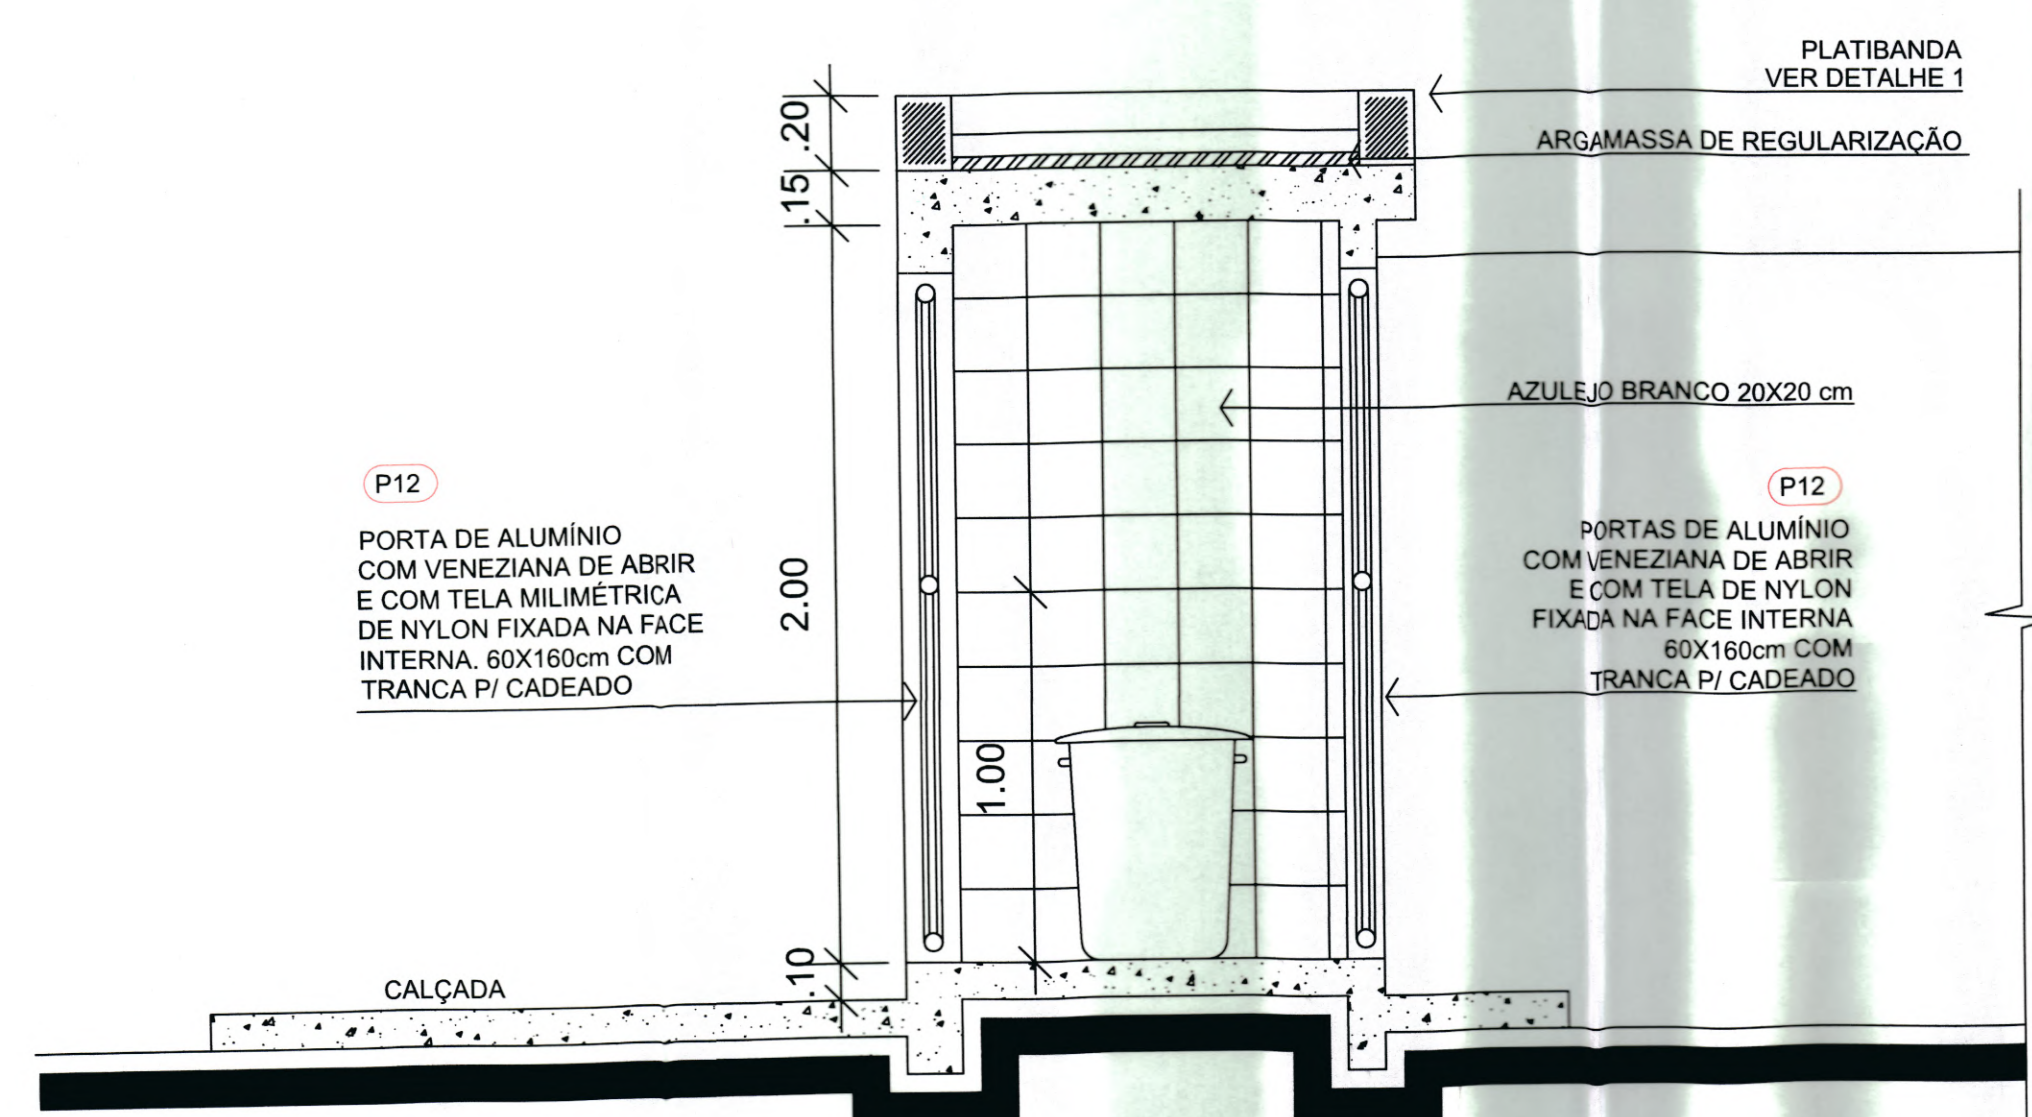 PLATIBANDA
VER DETALHE 1
ARGAMASSA DE REGULARIZAÇÃO
.20
.15
AZULEJO BRANCO 20X20 cm
P12
PORTA DE ALUMÍNIO
COM VENEZIANA DE ABRIR
E COM TELA MILIMÉTRICA
DE NYLON FIXADA NA FACE
INTERNA. 60X160cm COM
TRANCA P/ CADEADO
2.00
P12
PORTAS DE ALUMÍNIO
COM VENEZIANA DE ABRIR
E COM TELA DE NYLON
FIXADA NA FACE INTERNA
60X160cm COM
TRANCA P/ CADEADO
1.00
.10
CALÇADA